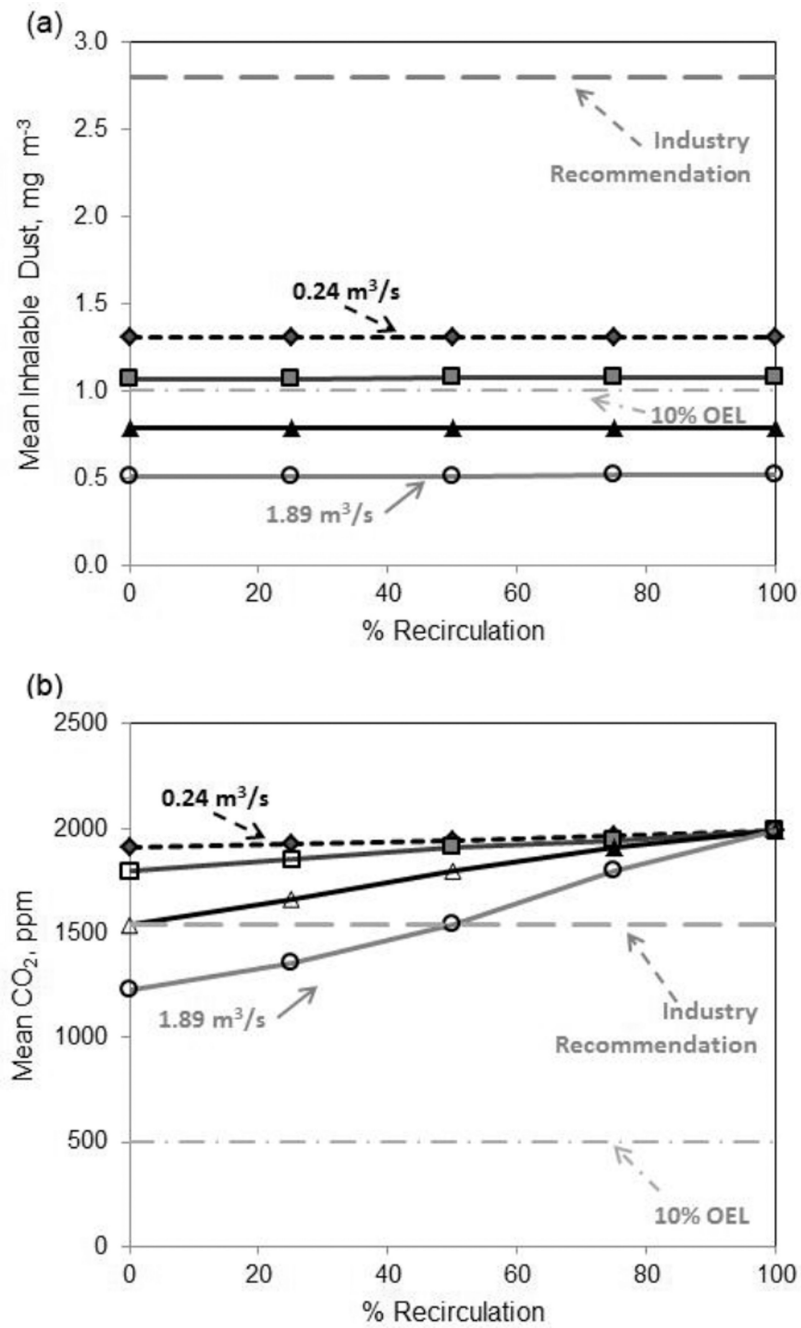 (a)
3.0
2.5
2.0
1.5
1.0
0.5
0.0
Mean Inhalable Dust, mg m-3
Industry
Recommendation
0.24 m³/s
10% OEL
1.89 m³/s
0 20 40 60 80 100
% Recirculation
(b)
2500
2000
1500
1000
500
0
Mean CO₂, ppm
0.24 m³/s
1.89 m³/s
Industry
Recommendation
10% OEL
0 20 40 60 80 100
% Recirculation